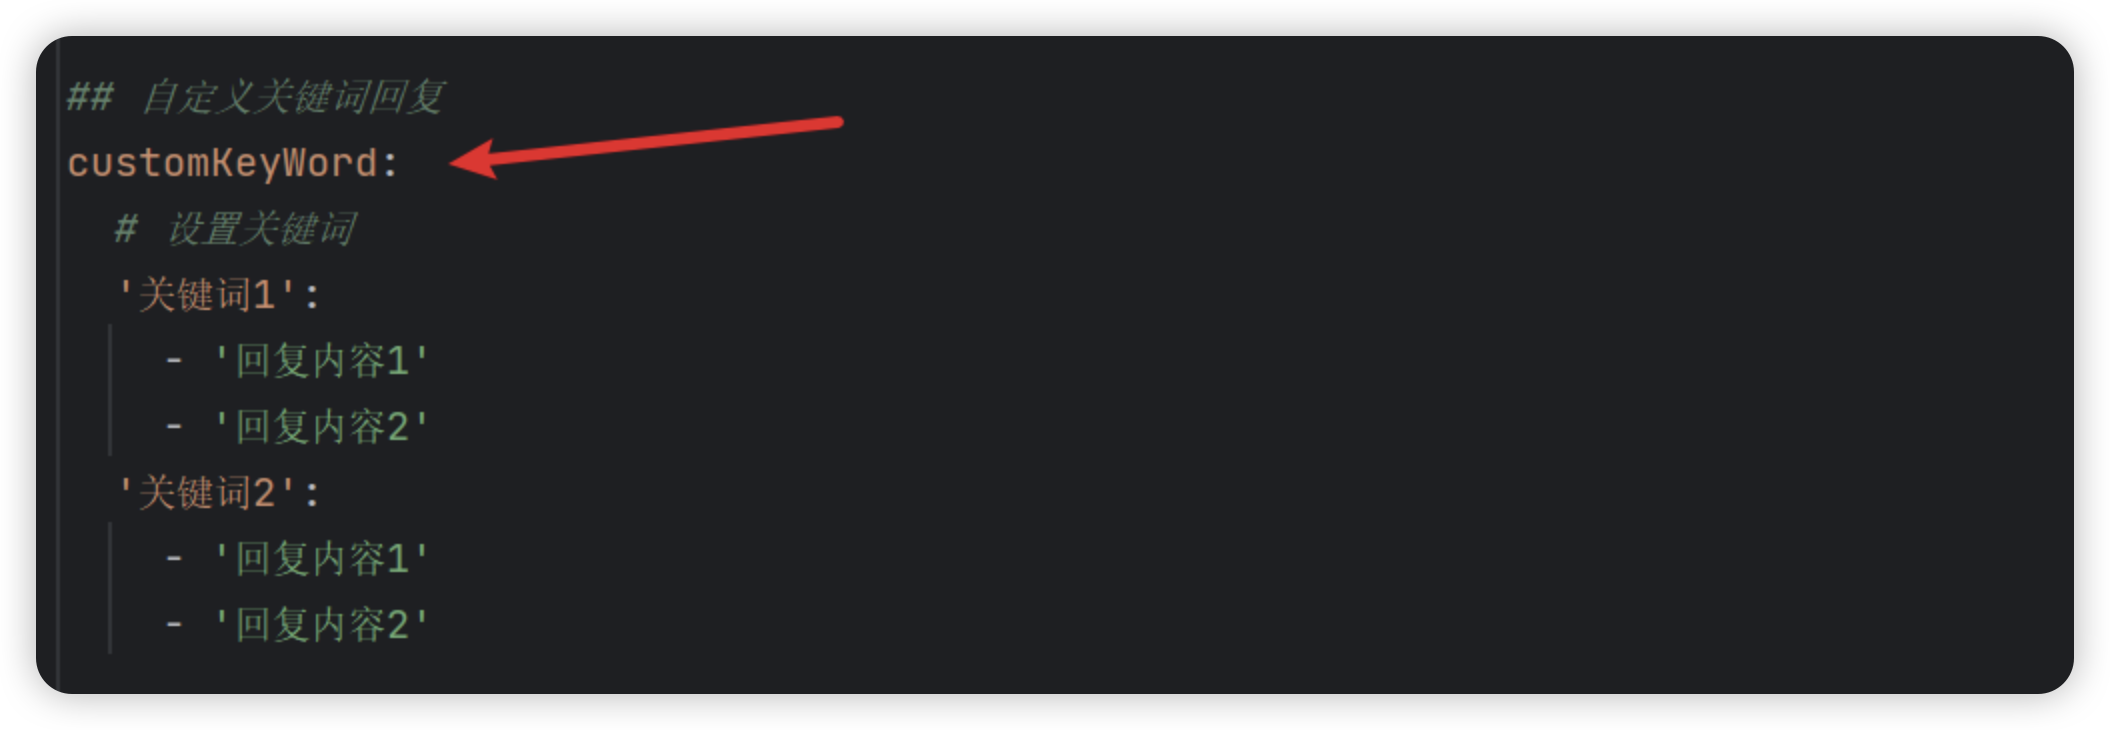 ## 自定义关键词回复
customKeyWord:
# 设置关键词
'关键词1':
- '回复内容1'
- '回复内容2'
'关键词2':
- '回复内容1'
- '回复内容2'